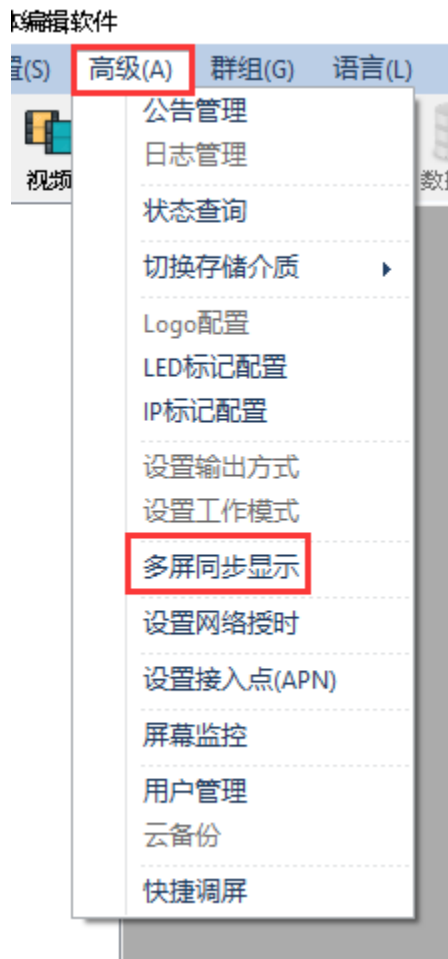 编辑软件
(S) 高级(A) 群组(G) 语言(L)
视频
公告管理
日志管理
状态查询
切换存储介质
Logo配置
LED标记配置
IP标记配置
设置输出方式
设置工作模式
多屏同步显示
设置网络授时
设置接入点(APN)
屏幕监控
用户管理
云备份
快捷调屏